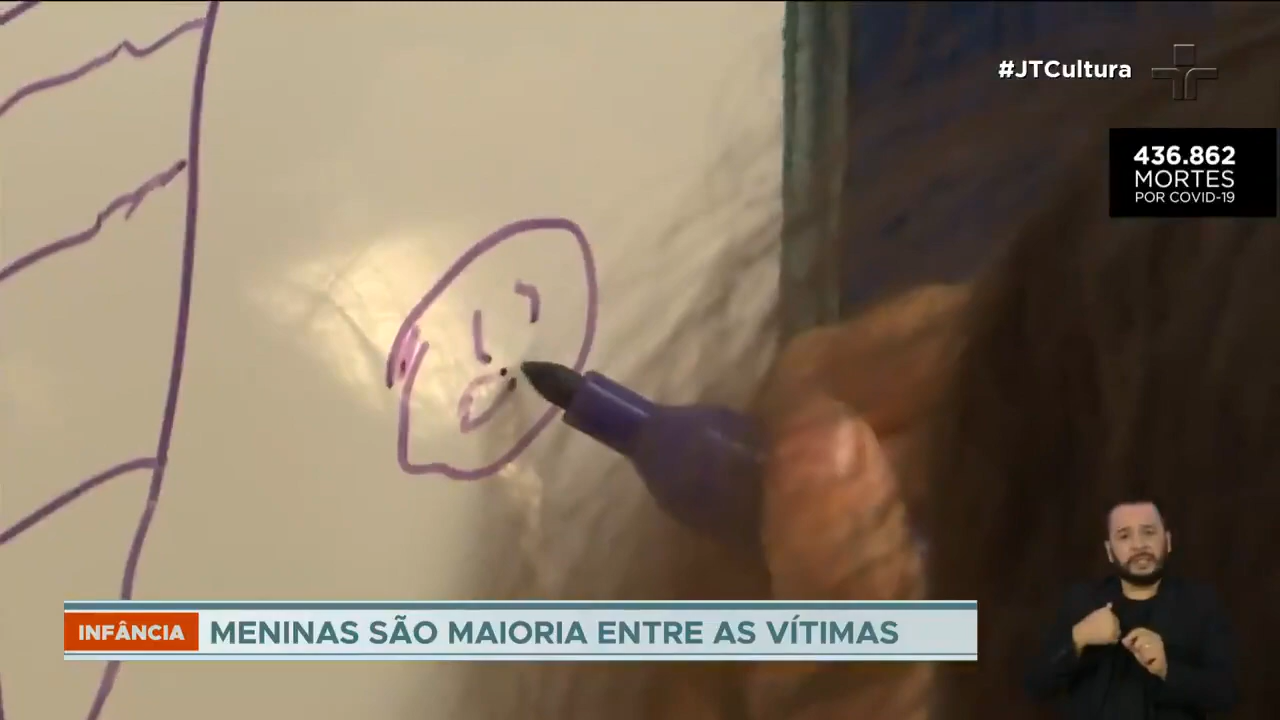 #JTCultura
436.862
MORTES
POR COVID-19
INFÂNCIA MENINAS SÃO MAIORIA ENTRE AS VÍTIMAS